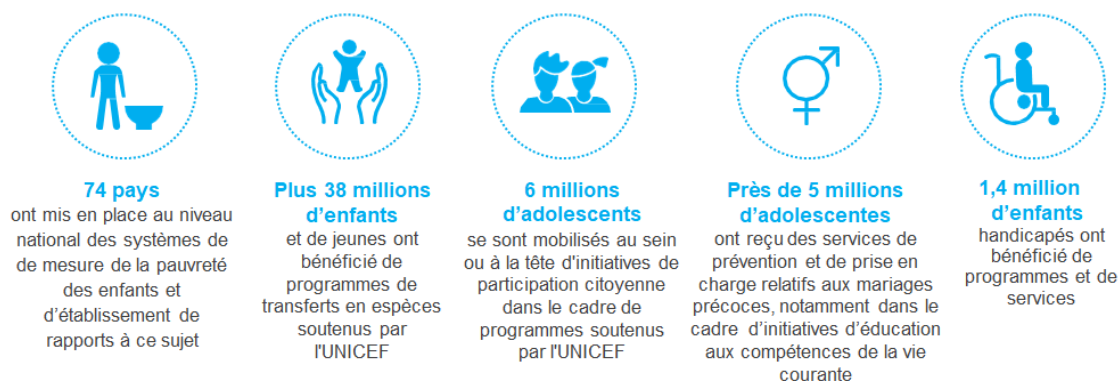 74 pays
ont mis en place au niveau
national des systèmes de
de mesure de la pauvreté
des enfants et
d'établissement de
rapports à ce sujet
Plus 38 millions
d'enfants
et de jeunes ont
bénéficié de
programmes de
transferts en espèces
soutenus par
l'UNICEF
6 millions
d'adolescents
se sont mobilisés au sein
ou à la tête d'initiatives de
participation citoyenne
dans le cadre de
programmes soutenus
par l'UNICEF
Près de 5 millions
d'adolescentes
ont reçu des services de
prévention et de prise en
charge relatifs aux mariages
précoces, notamment dans le
cadre d'initiatives d'éducation
aux compétences de la vie
courante
1,4 million
d'enfants
handicapés ont
bénéficié de
programmes et de
services